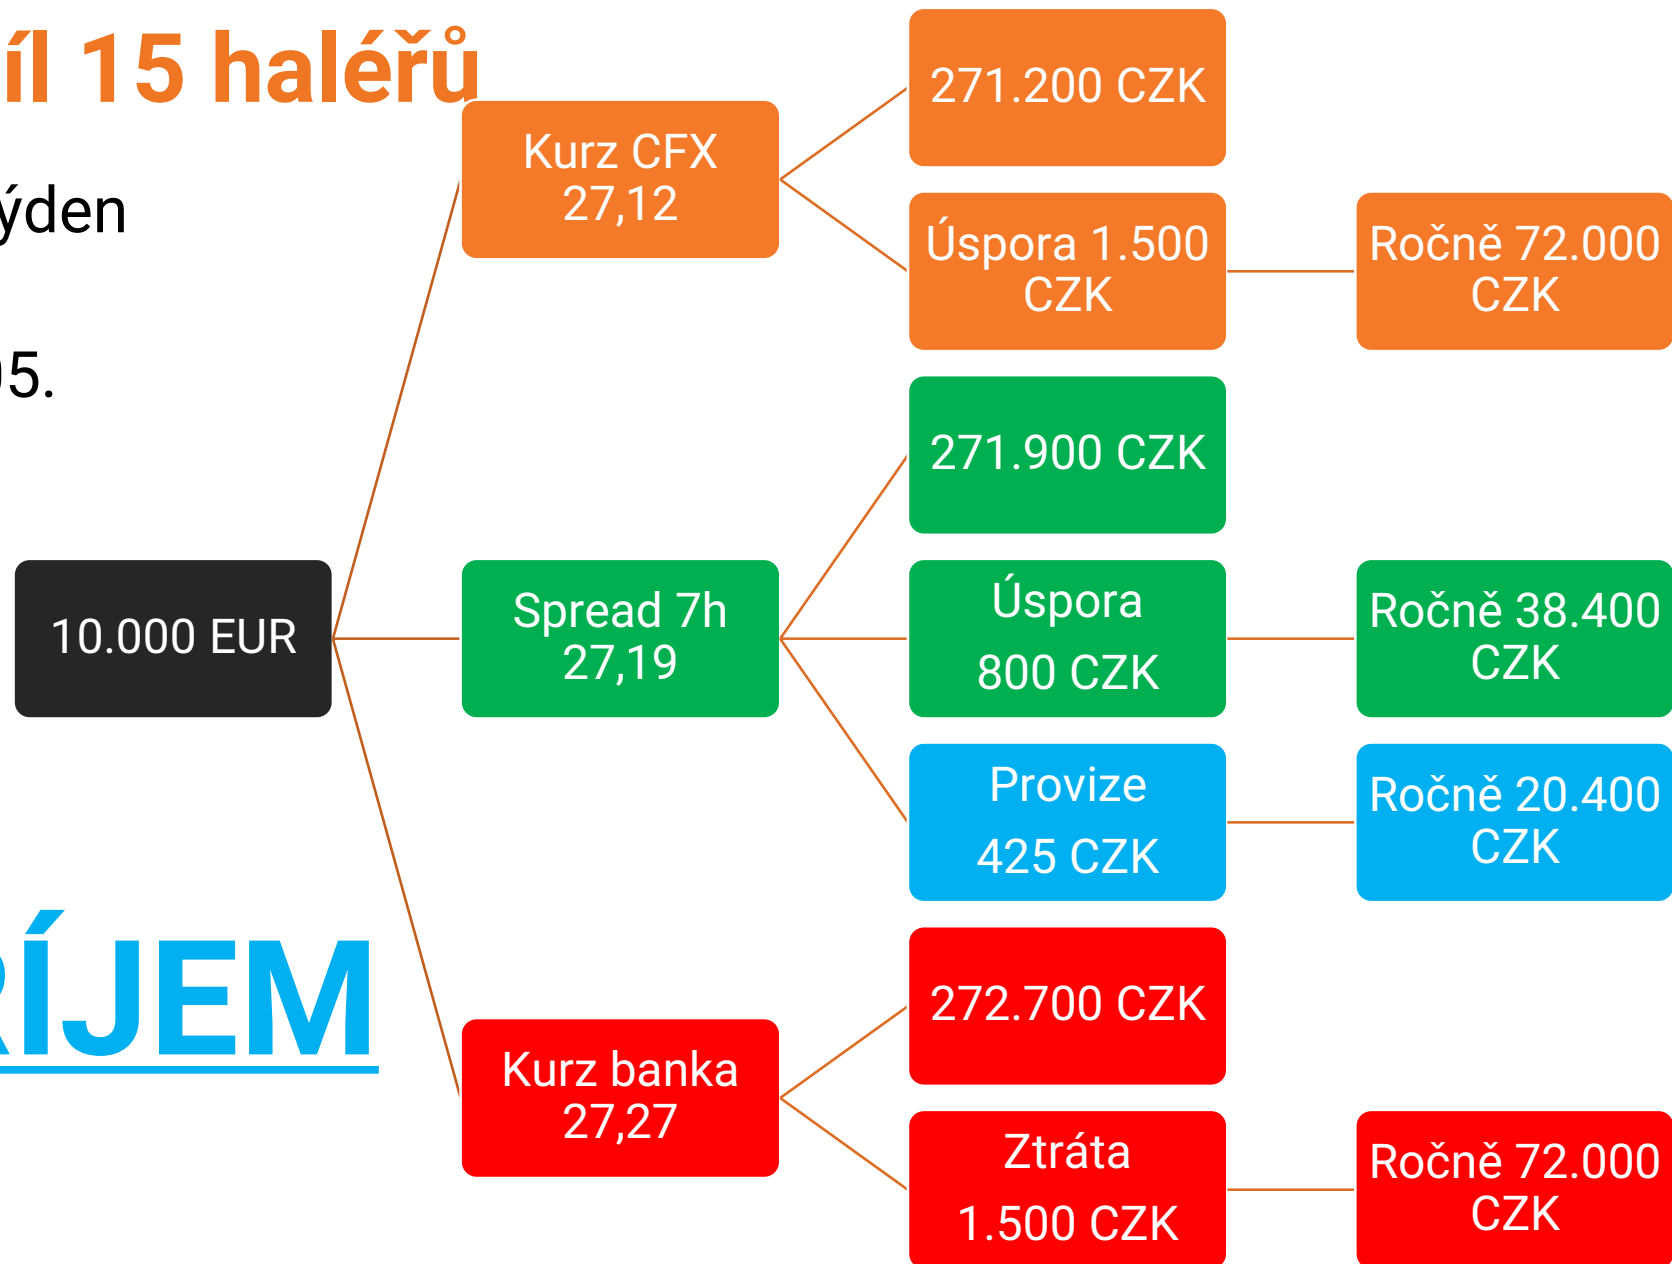 íl 15 haléřů
ýden
05.
10.000 EUR
RÍJEM
Kurz CFX
27,12
271.200 CZK
Úspora 1.500
CZK
Ročně 72.000
CZK
Spread 7h
27,19
271.900 CZK
Úspora
800 CZK
Ročně 38.400
CZK
Provize
425 CZK
Ročně 20.400
CZK
Kurz banka
27,27
272.700 CZK
Ztráta
1.500 CZK
Ročně 72.000
CZK